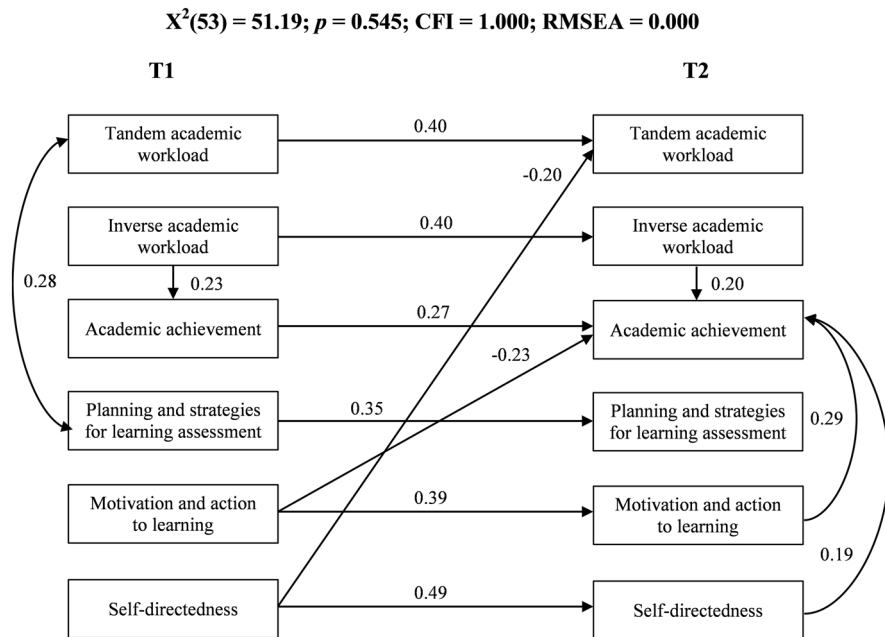 X²(53) = 51.19; p = 0.545; CFI = 1.000; RMSEA = 0.000
T1
T2
Tandem academic
workload
0.40
Tandem academic
workload
-0.20
Inverse academic
workload
0.40
Inverse academic
workload
0.28
0.23
0.20
Academic achievement
0.27
Academic achievement
-0.23
Planning and strategies
for learning assessment
0.35
Planning and strategies
for learning assessment
0.29
Motivation and action
to learning
0.39
Motivation and action
to learning
0.19
Self-directedness
0.49
Self-directedness